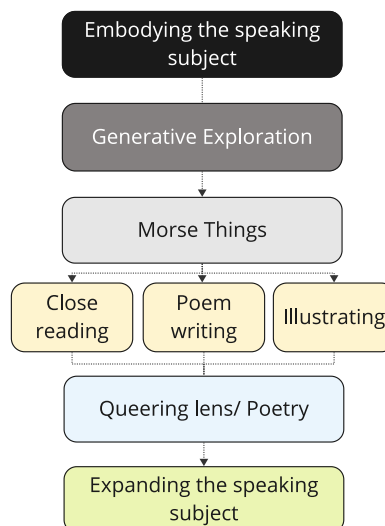 Embodying the speaking
subject
Generative Exploration
Morse Things
Close
reading
Poem
writing
Illustrating
Queering lens/ Poetry
Expanding the speaking
subject